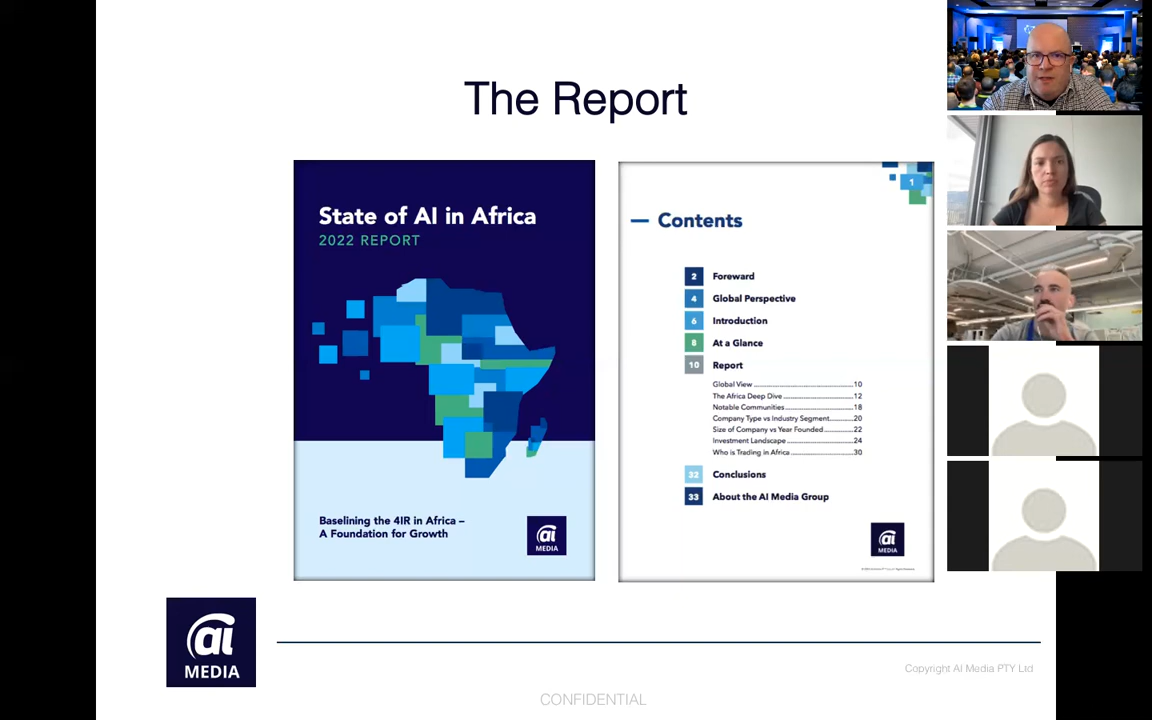 The Report
State of AI in Africa
2022 REPORT
Baselining the 4IR in Africa –
A Foundation for Growth
ai
MEDIA
1
Contents
2 Foreward
4 Global Perspective
6 Introduction
8 At a Glance
10 Report
Global View 10
The Africa Deep Dive 12
Notable Communities 18
Company Type vs Industry Segment 20
Size of Company vs Year Founded 22
Investment Landscape 24
Who is Trading in Africa 30
32 Conclusions
33 About the AI Media Group
ai
MEDIA
ai
MEDIA
Copyright AI Media PTY Ltd
CONFIDENTIAL